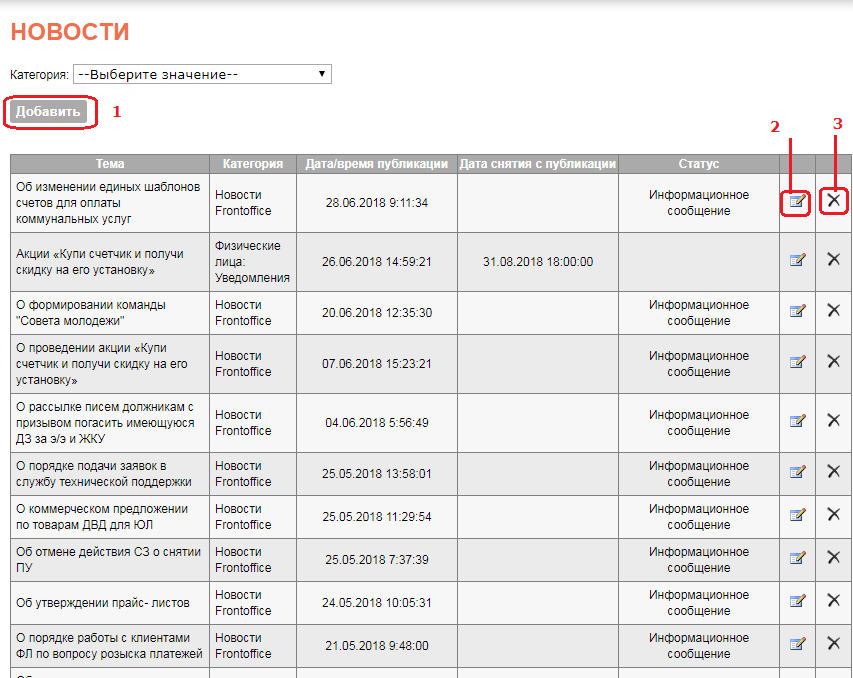 НОВОСТИ
Категория: --Выберите значение--
Добавить 1
2
3
Тема Категория Дата/время публикации Дата снятия с публикации Статус
Об изменении единых шаблонов
счетов для оплаты
коммунальных услуг
Новости
Frontoffice
28.06.2018 9:11:34
Информационное
сообщение
Акции «Купи счетчик и получи
скидку на его установку»
Физические
лица:
Уведомления
26.06.2018 14:59:21
31.08.2018 18:00:00
О формировании команды
"Совета молодежи"
Новости
Frontoffice
20.06.2018 12:35:30
Информационное
сообщение
О проведении акции «Купи
счетчик и получи скидку на его
установку»
Новости
Frontoffice
07.06.2018 15:23:21
Информационное
сообщение
О рассылке писем должникам с
призывом погасить имеющуюся
ДЗ за э/э и ЖКУ
Новости
Frontoffice
04.06.2018 5:56:49
Информационное
сообщение
О порядке подачи заявок в
службу технической поддержки
Новости
Frontoffice
25.05.2018 13:58:01
Информационное
сообщение
О коммерческом предложении
по товарам ДВД для ЮЛ
Новости
Frontoffice
25.05.2018 11:29:54
Информационное
сообщение
Об отмене действия СЗ о снятии
ПУ
Новости
Frontoffice
25.05.2018 7:37:39
Информационное
сообщение
Об утверждении прайс- листов
Новости
Frontoffice
24.05.2018 10:05:31
Информационное
сообщение
О порядке работы с клиентами
ФЛ по вопросу розыска платежей
Новости
Frontoffice
21.05.2018 9:48:00
Информационное
сообщение